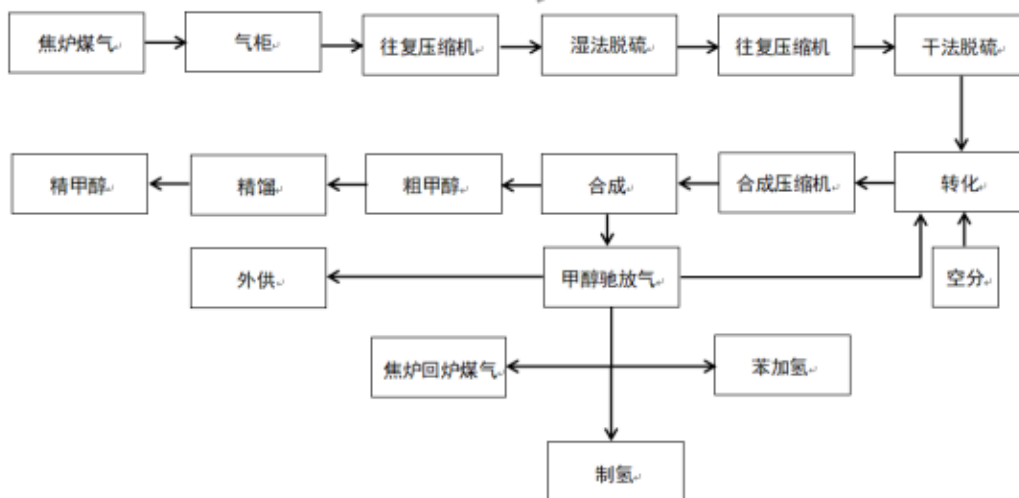 焦炉煤气
气柜
往复压缩机
湿法脱硫
往复压缩机
干法脱硫
精甲醇
精馏
粗甲醇
合成
合成压缩机
转化
外供
甲醇驰放气
空分
焦炉回炉煤气
苯加氢
制氢